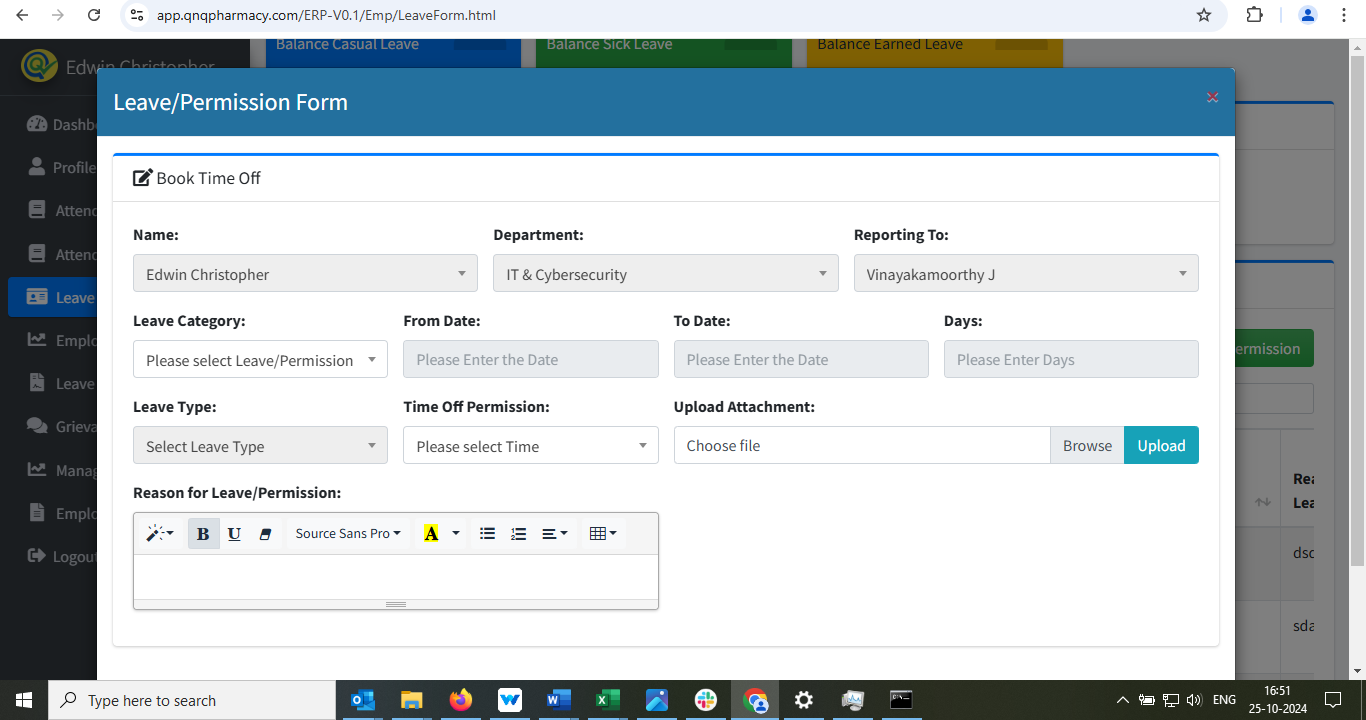 app.qnqpharmacy.com/ERP-V0.1/Emp/LeaveForm.html
Balance Casual Leave Balance Sick Leave Balance Earned Leave
Edwin Christopher
Leave/Permission Form
×
Dashb
Profile
Attend
Atten
Leave
Emplo
Leave
Grieva
Manag
Emplo
Logout
Book Time Off
Name: Department: Reporting To:
Edwin Christopher IT & Cybersecurity Vinayakamoorthy J
Leave Category: From Date: To Date: Days:
Please select Leave/Permission Please Enter the Date Please Enter the Date Please Enter Days
ermission
Leave Type: Time Off Permission: Upload Attachment:
Select Leave Type Please select Time Choose file Browse Upload
Reason for Leave/Permission:
B U Source Sans Pro A
Rea
Lea
dsc
sda
Type here to search
ENG 16:51
25-10-2024